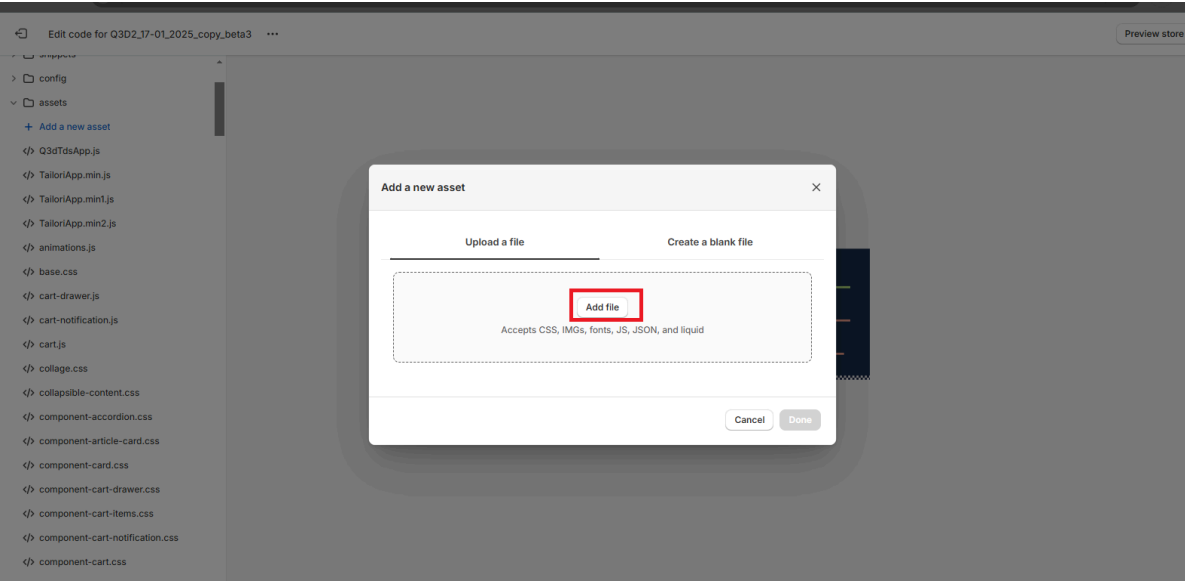 Edit code for Q3D2_17-01_2025_copy_beta3 ...
Preview store
snippets
config
assets
+ Add a new asset
</> Q3dTdsApp.js
</> TailoriApp.min.js
</> TailoriApp.min1.js
</> TailoriApp.min2.js
</> animations.js
</> base.css
</> cart-drawer.js
</> cart-notification.js
</> cart.js
</> collage.css
</> collapsible-content.css
</> component-accordion.css
</> component-article-card.css
</> component-card.css
</> component-cart-drawer.css
</> component-cart-items.css
</> component-cart-notification.css
</> component-cart.css
Add a new asset
Upload a file
Create a blank file
Add file
Accepts CSS, IMGs, fonts, JS, JSON, and liquid
Cancel
Done